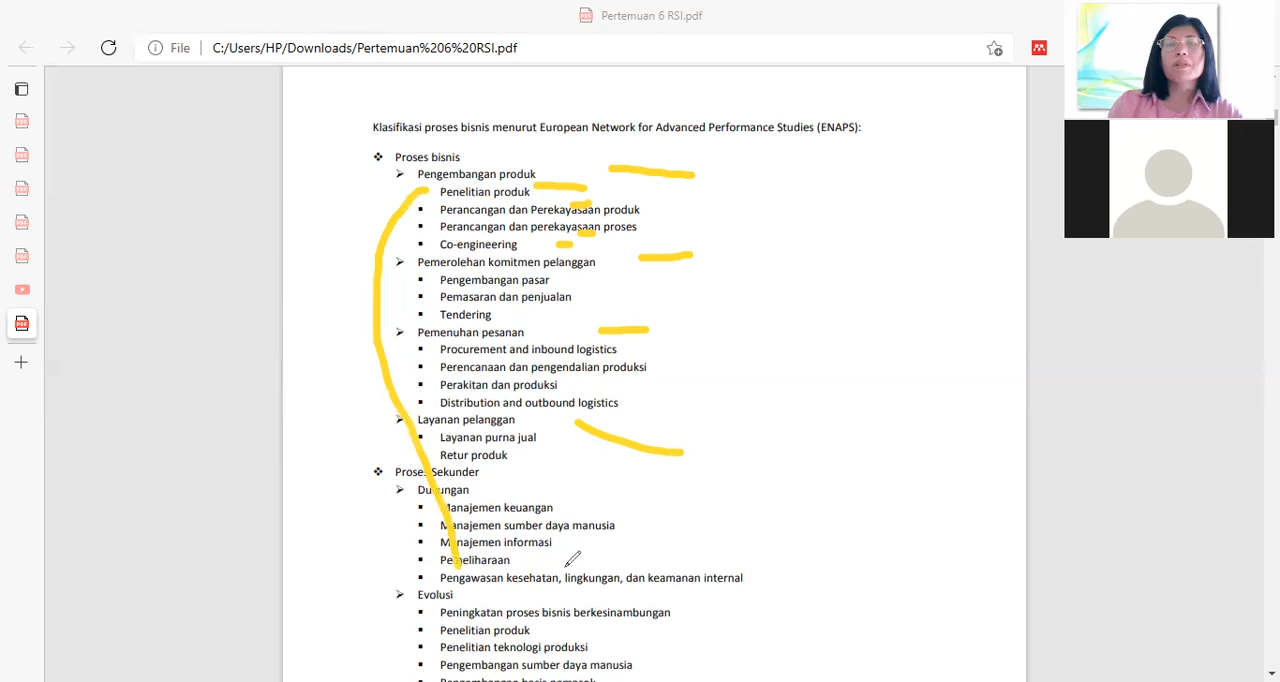 Pertemuan 6 RSI.pdf
File
C:/Users/HP/Downloads/Pertemuan%206%20RSI.pdf
Klasifikasi proses bisnis menurut European Network for Advanced Performance Studies (ENAPS):
Proses bisnis
Pengembangan produk
Penelitian produk
Perancangan dan Perekayasaan produk
Perancangan dan perekayasaan proses
Co-engineering
Pemerolehan komitmen pelanggan
Pengembangan pasar
Pemasaran dan penjualan
Tendering
Pemenuhan pesanan
Procurement and inbound logistics
Perencanaan dan pengendalian produksi
Perakitan dan produksi
Distribution and outbound logistics
Layanan pelanggan
Layanan purna jual
Retur produk
Proses Sekunder
Dukungan
Manajemen keuangan
Manajemen sumber daya manusia
Manajemen informasi
Pemeliharaan
Pengawasan kesehatan, lingkungan, dan keamanan internal
Evolusi
Peningkatan proses bisnis berkesinambungan
Penelitian produk
Penelitian teknologi produksi
Pengembangan sumber daya manusia
Pengembangan basis pemasok